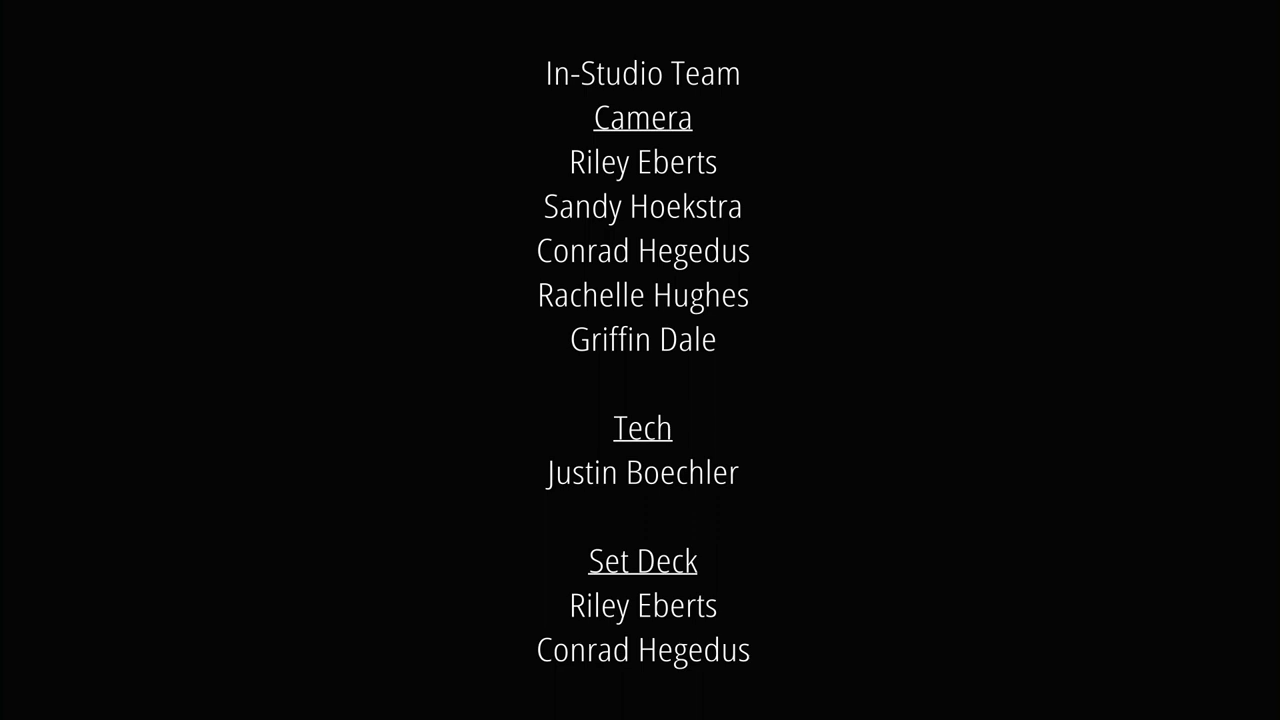 In-Studio Team
Camera
Riley Eberts
Sandy Hoekstra
Conrad Hegedus
Rachelle Hughes
Griffin Dale
Tech
Justin Boechler
Set Deck
Riley Eberts
Conrad Hegedus